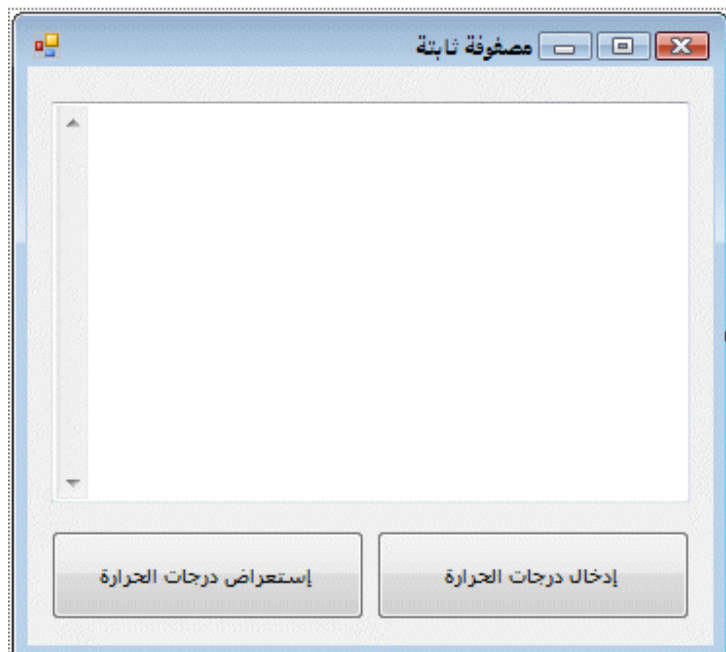 مصفوفة ثابتة
إدخال درجات الحرارة
إستعراض درجات الحرارة